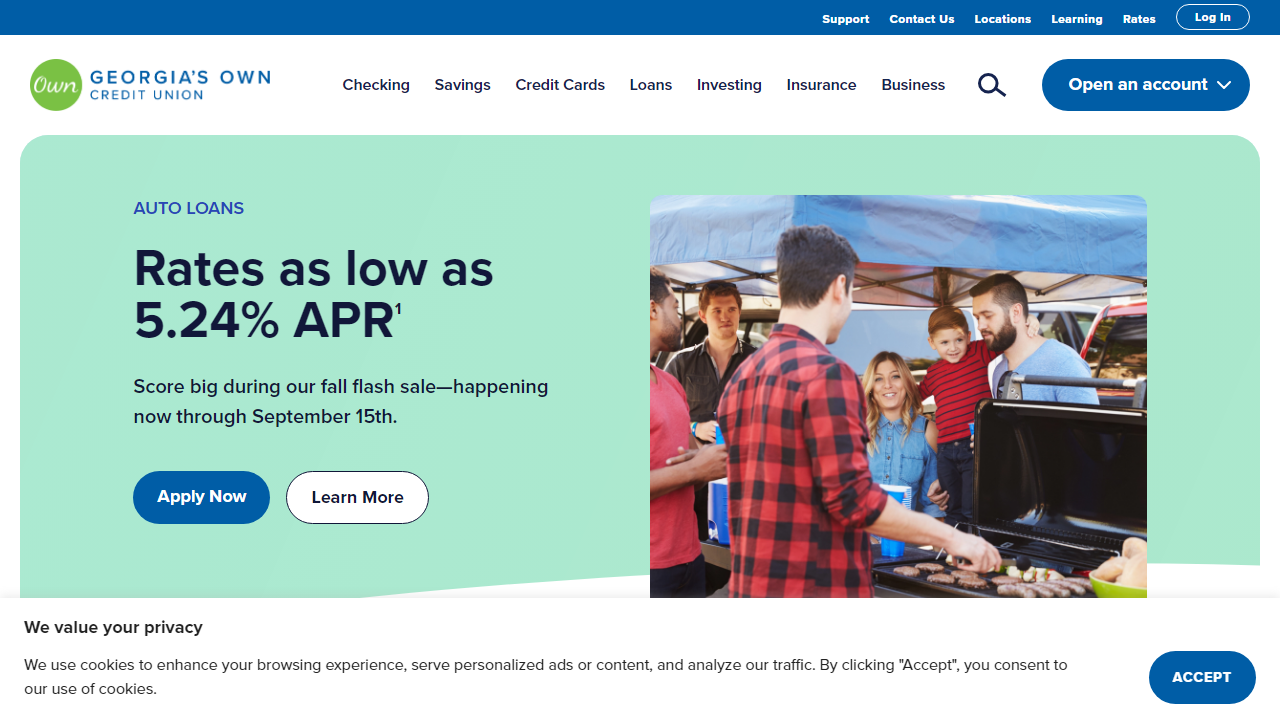 Support Contact Us Locations Learning Rates Log In
Own GEORGIA'S OWN
CREDIT UNION
Checking Savings Credit Cards Loans Investing Insurance Business Open an account
AUTO LOANS
Rates as low as
5.24% APR¹
Score big during our fall flash sale—happening
now through September 15th.
Apply Now Learn More
We value your privacy
We use cookies to enhance your browsing experience, serve personalized ads or content, and analyze our traffic. By clicking "Accept", you consent to
our use of cookies.
ACCEPT